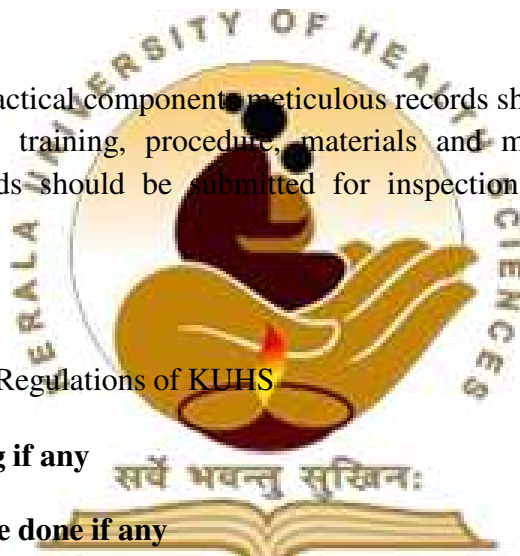 KERALA UNIVERSITY OF HEALTH SCIENCES
actical component meticulous records sh
training, procedure, materials and m
ds should be submitted for inspection
Regulations of KUHS
g if any
सर्वे भवन्तु सुखिनः
e done if any